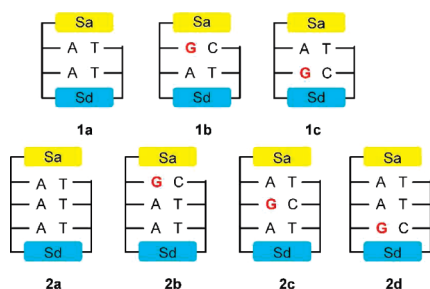 Sa Sa Sa
A T G C A T
A T A T G C
Sd Sd Sd
1a 1b 1c
Sa Sa Sa Sa
A T G C A T A T
A T A T G C A T
A T A T A T G C
Sd Sd Sd Sd
2a 2b 2c 2d